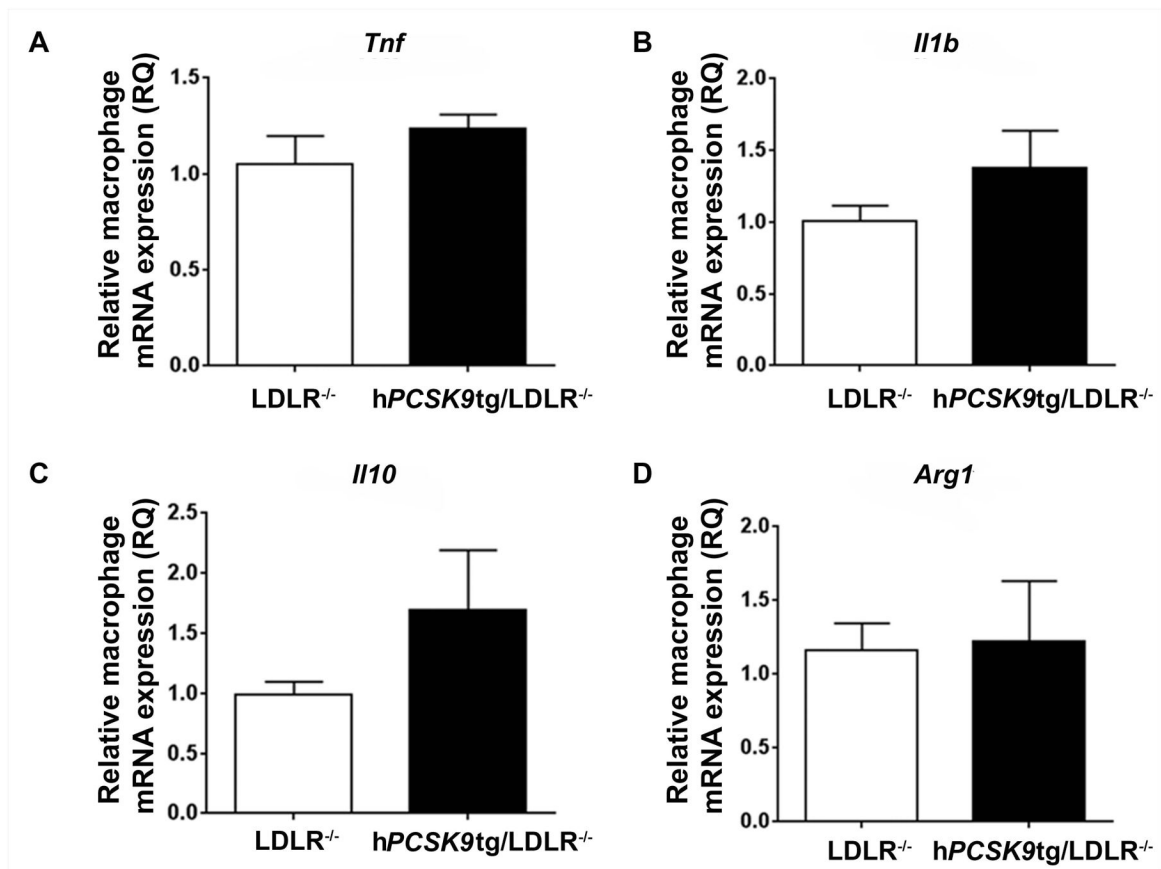 A
Tnf
Relative macrophage
mRNA expression (RQ)
1.5
1.0
0.5
0.0
LDLR-/-
hPCSK9tg/LDLR-/-
B
Il1b
Relative macrophage
mRNA expression (RQ)
2.0
1.5
1.0
0.5
0.0
LDLR-/-
hPCSK9tg/LDLR-/-
C
Il10
Relative macrophage
mRNA expression (RQ)
2.5
2.0
1.5
1.0
0.5
0.0
LDLR-/-
hPCSK9tg/LDLR-/-
D
Arg1
Relative macrophage
mRNA expression (RQ)
2.0
1.5
1.0
0.5
0.0
LDLR-/-
hPCSK9tg/LDLR-/-